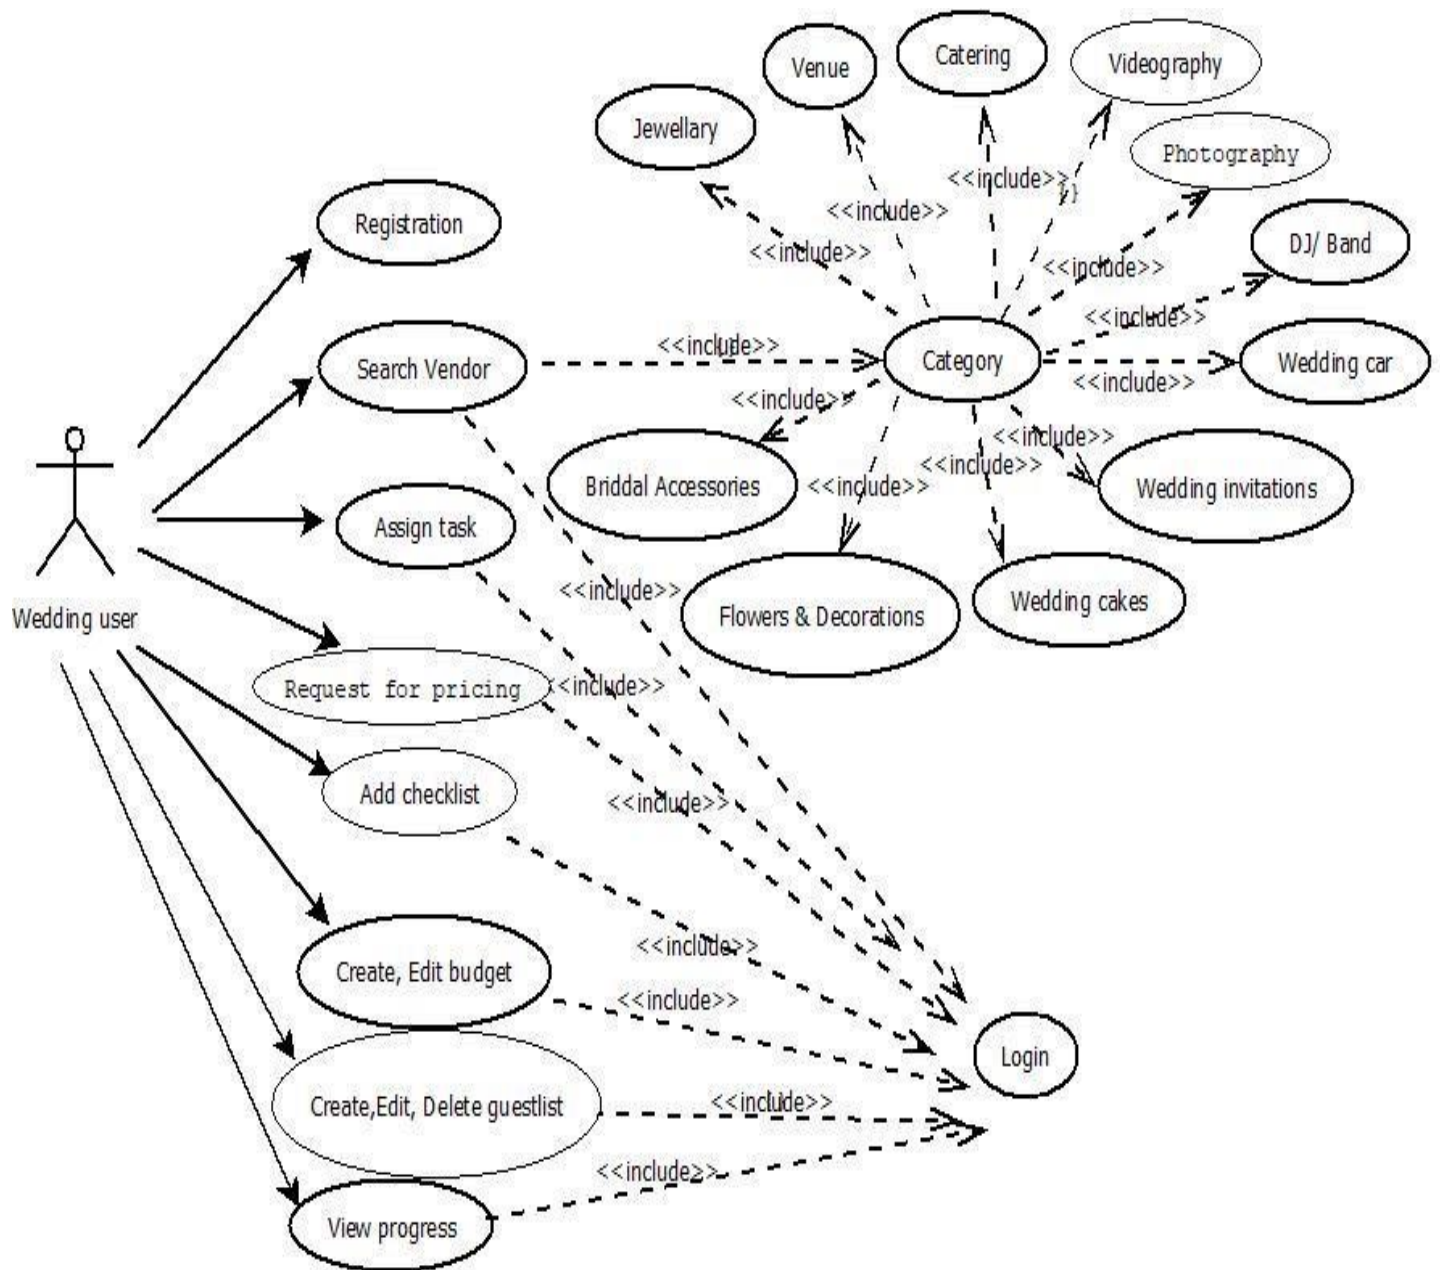 Venue
Catering
Videography
Jewellary
Photography
<<include>>
}}
Registration
<<include>>
DJ/ Band
<<include>>
<<include>>
<<include>>
<<include>>
Search Vendor
Category
Wedding car
<<include>>
<<include>>
<<include>>
<<include>>
Briddal Accessories
<<include>>
Wedding invitations
Assign task
<<include>>
Wedding cakes
Flowers & Decorations
Wedding user
<<include>>
Request for pricing
Add checklist
<<include>>
<<include>>
Create, Edit budget
<<include>>
Login
Create,Edit, Delete guestlist
<<include>>
<<include>>
View progress